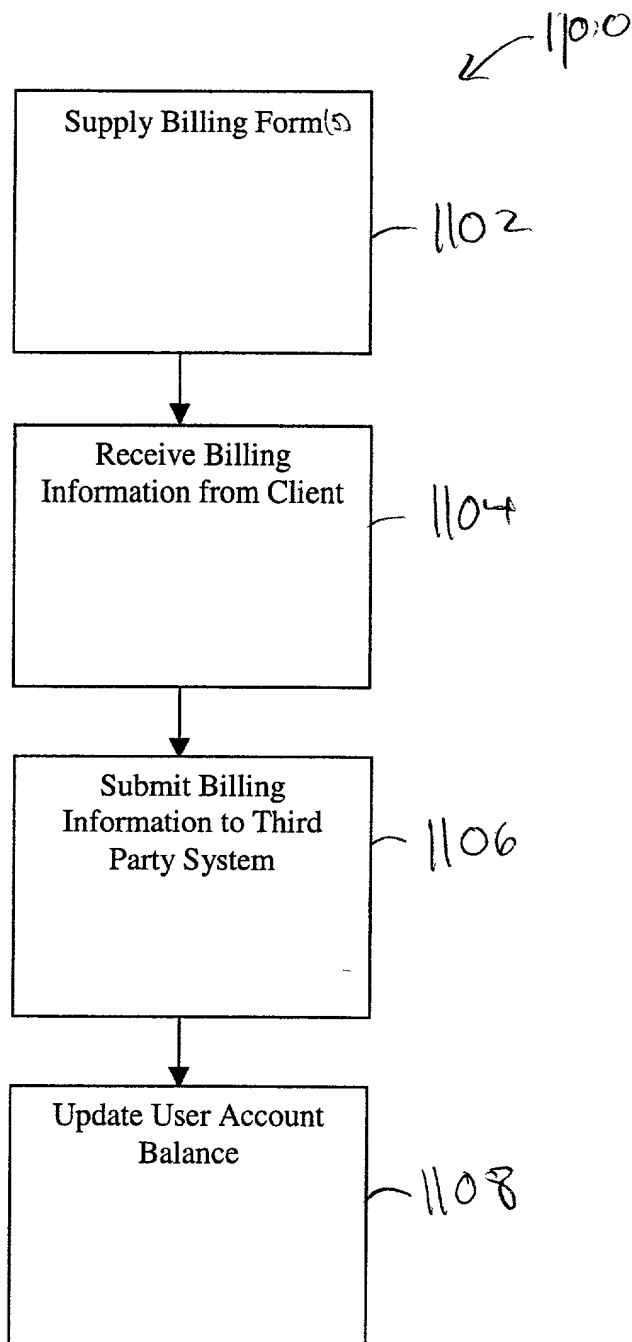 1100
Supply Billing Form(s)
1102
Receive Billing
Information from Client
1104
Submit Billing
Information to Third
Party System
1106
Update User Account
Balance
1108